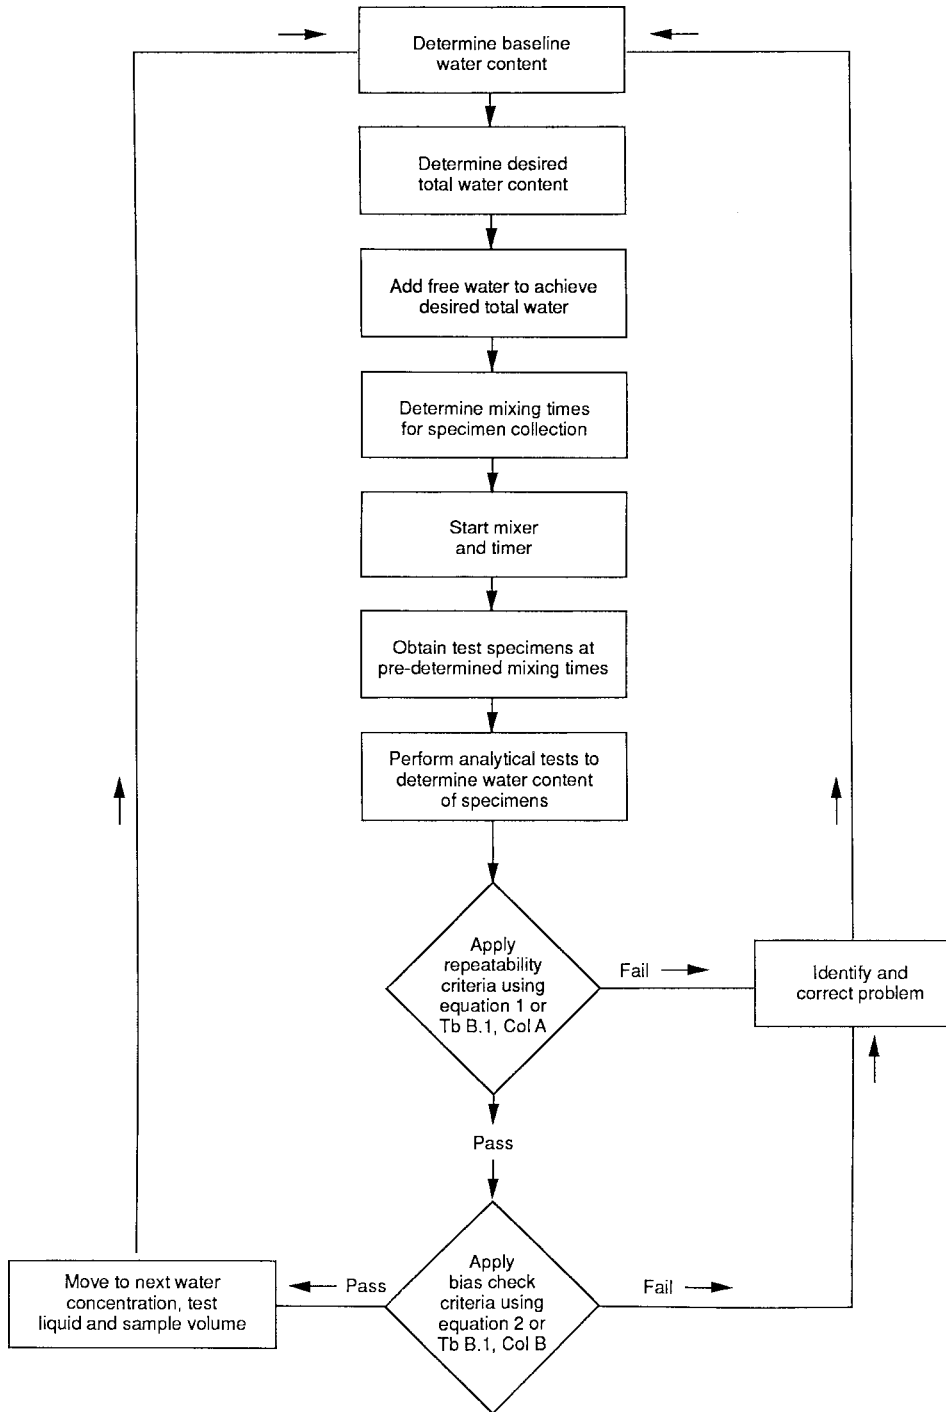 Determine baseline
water content
Determine desired
total water content
Add free water to achieve
desired total water
Determine mixing times
for specimen collection
Start mixer
and timer
Obtain test specimens at
pre-determined mixing times
Perform analytical tests to
determine water content
of specimens
Apply
repeatability
criteria using
equation 1 or
Tb B.1, Col A
Fail
Identify and
correct problem
Pass
Apply
bias check
criteria using
equation 2 or
Tb B.1, Col B
Pass
Fail
Move to next water
concentration, test
liquid and sample volume